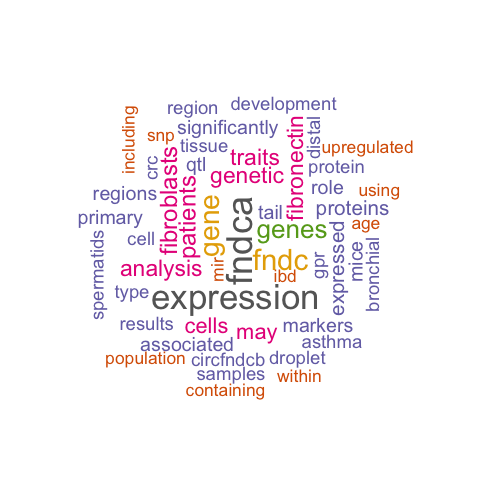 region
development
including
snp
significantly
fibronectin
distal
crc
tissue
traits
upregulated
fibroblasts
qtl
genetic
protein
patients
regions
role
using
primary
gene
fndca
tail
proteins
age
spermatids
cell
genes
expressed
mice
bronchial
analysis
mir
fndc
gpr
ibd
type
expression
results
cells
may
markers
associated
asthma
population
circfndcb
droplet
samples
within
containing